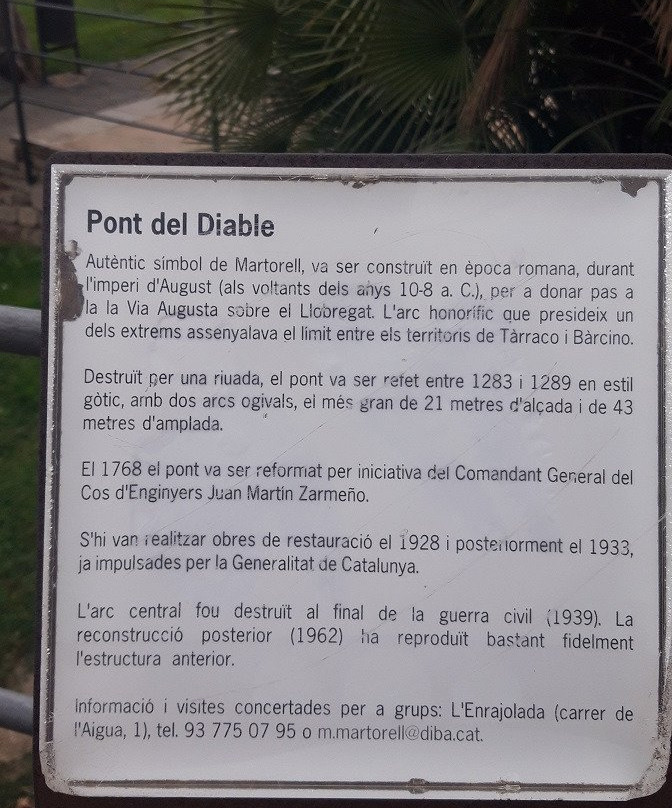 Pont del Diable
Autèntic símbol de Martorell, va ser construït en època romana, durant
l'imperi d'August (als voltants dels anys 10-8 a. C.), per a donar pas a
la la Via Augusta sobre el Llobregat. L'arc honorífic que presideix un
dels extrems assenyalava el límit entre els territoris de Tàrraco i Bàrcino.
Destruït per una riuada, el pont va ser refet entre 1283 i 1289 en estil
gòtic, amb dos arcs ogivals, el més gran de 21 metres d'alçada i de 43
metres d'amplada.
El 1768 el pont va ser reformat per iniciativa del Comandant General del
Cos d'Enginyers Juan Martín Zarmeño.
S'hi van realitzar obres de restauració el 1928 i posteriorment el 1933,
ja impulsades per la Generalitat de Catalunya.
L'arc central fou destruït al final de la guerra civil (1939). La
reconstrucció posterior (1962) ha reproduït bastant fidelment
l'estructura anterior.
Informació i visites concertades per a grups: L'Enrajolada (carrer de
l'Aigua, 1), tel. 93 775 07 95 o m.martorell@diba.cat.